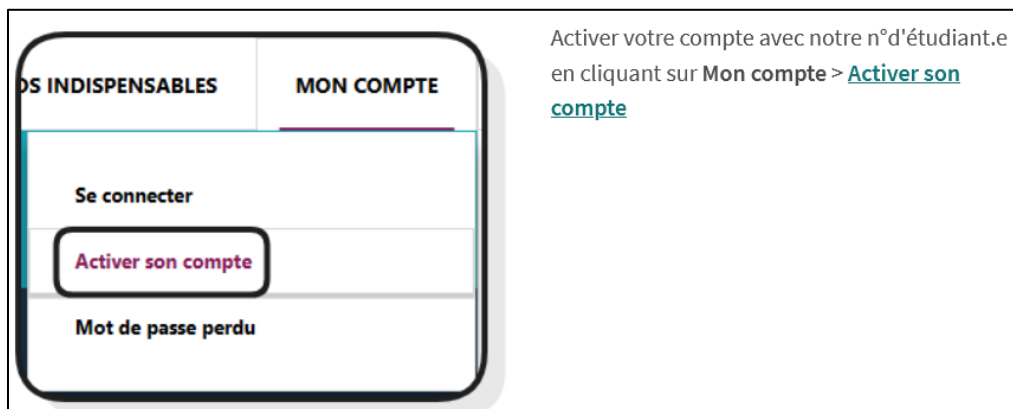 OS INDISPENSABLES
MON COMPTE
Se connecter
Activer son compte
Mot de passe perdu
Activer votre compte avec notre n°d'étudiant.e
en cliquant sur Mon compte > Activer son
compte